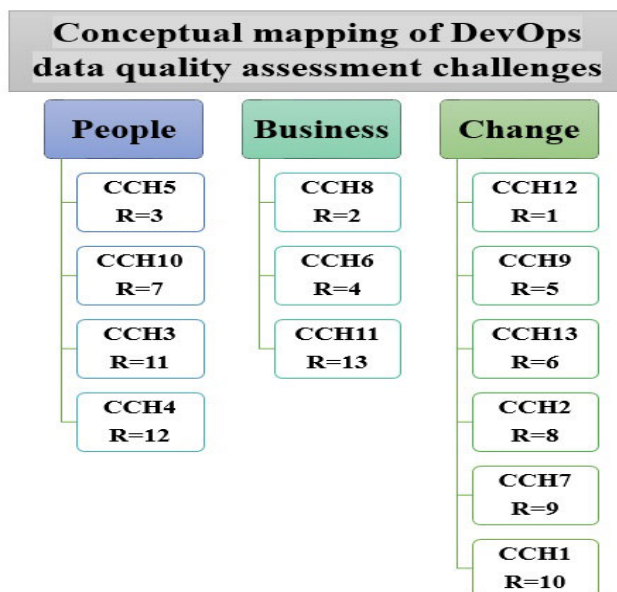 Conceptual mapping of DevOps
data quality assessment challenges
People
CCH5
R=3
CCH10
R=7
CCH3
R=11
CCH4
R=12
Business
CCH8
R=2
CCH6
R=4
CCH11
R=13
Change
CCH12
R=1
CCH9
R=5
CCH13
R=6
CCH2
R=8
CCH7
R=9
CCH1
R=10